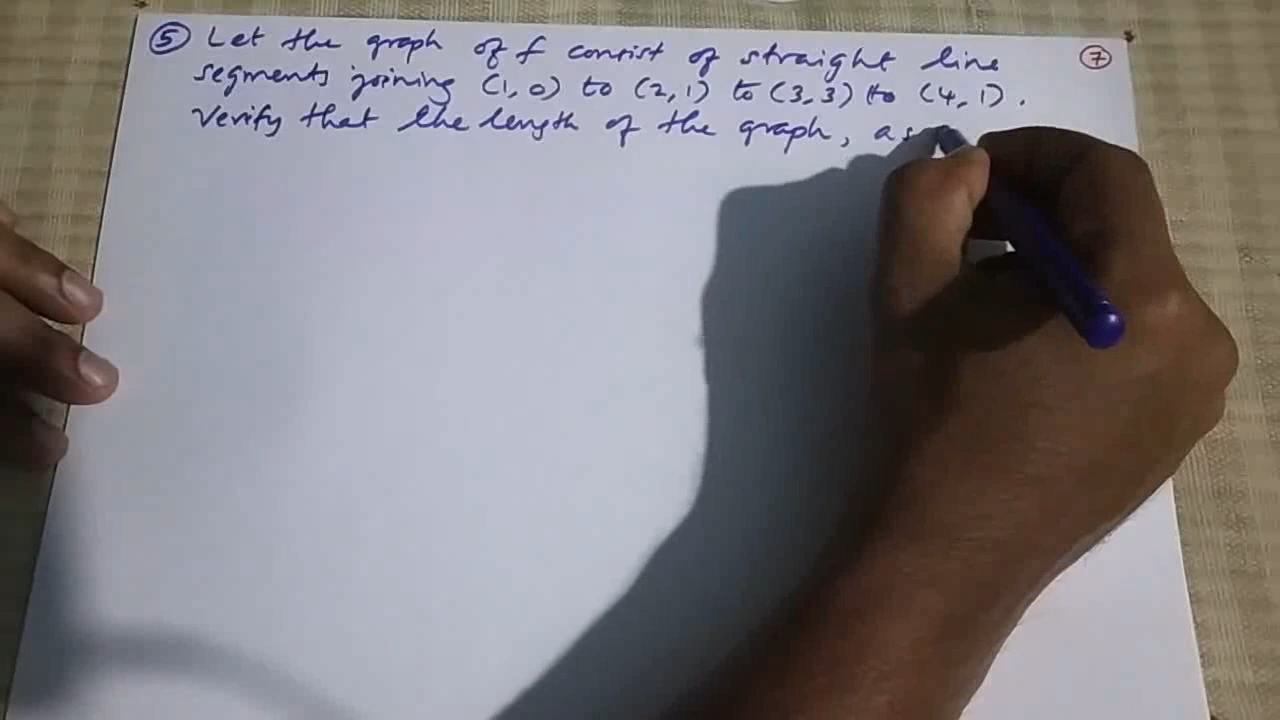 ⑤ Let the graph of f consist of straight line ⑦
segments joining (1, 0) to (2, 1) to (3, 3) to (4, 1).
Verify that the length of the graph, as